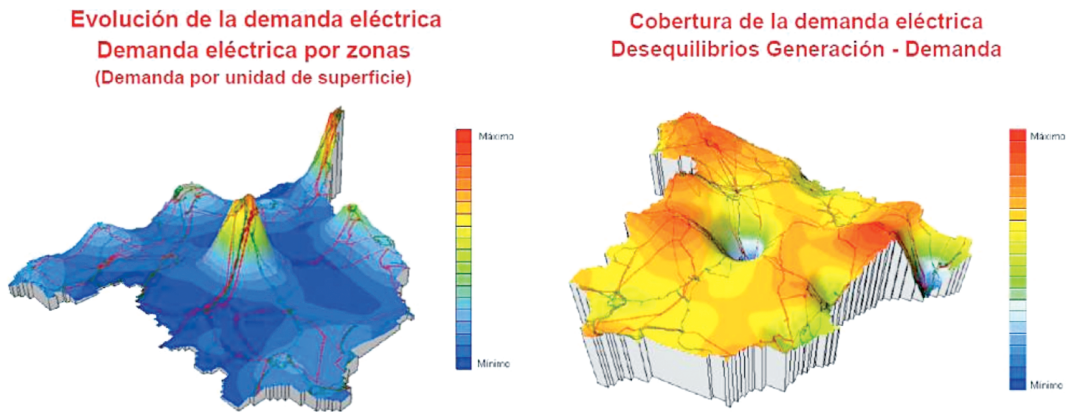 Evolución de la demanda eléctrica
Demanda eléctrica por zonas
(Demanda por unidad de superficie)
Máximo
Mínimo
Cobertura de la demanda eléctrica
Desequilibrios Generación - Demanda
Máximo
Mínimo